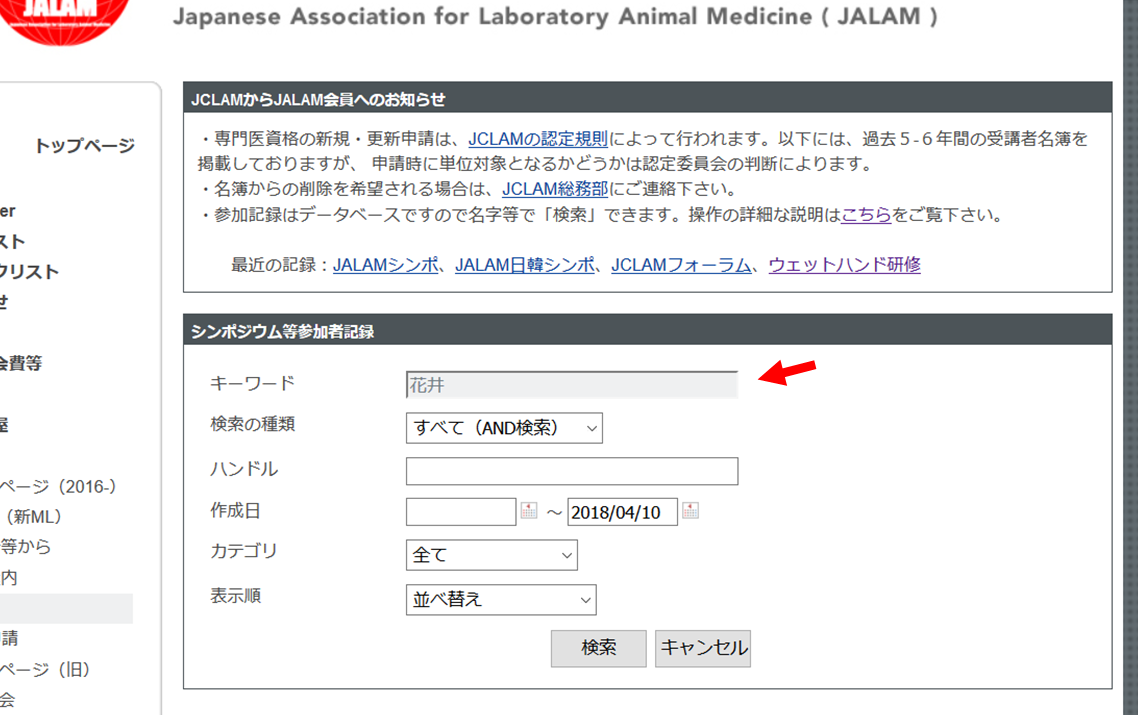 JALAM
Japanese Association for Laboratory Animal Medicine ( JALAM )
トップページ
er
スト
クリスト
せ
会費等
屋
ページ（2016-）
（新ML）
等から
内
請
ページ（旧）
会
JCLAMからJALAM会員へのお知らせ
・専門医資格の新規・更新申請は、JCLAMの認定規則によって行われます。以下には、過去５-６年間の受講者名簿を
掲載しておりますが、 申請時に単位対象となるかどうかは認定委員会の判断によります。
・名簿からの削除を希望される場合は、JCLAM総務部にご連絡下さい。
・参加記録はデータベースですので名字等で「検索」できます。操作の詳細な説明はこちらをご覧下さい。
最近の記録：JALAMシンポ、JALAM日韓シンポ、JCLAMフォーラム、ウェットハンド研修
シンポジウム等参加者記録
キーワード 花井
検索の種類 すべて（AND検索）
ハンドル
作成日 ～ 2018/04/10
カテゴリ 全て
表示順 並べ替え
検索 キャンセル